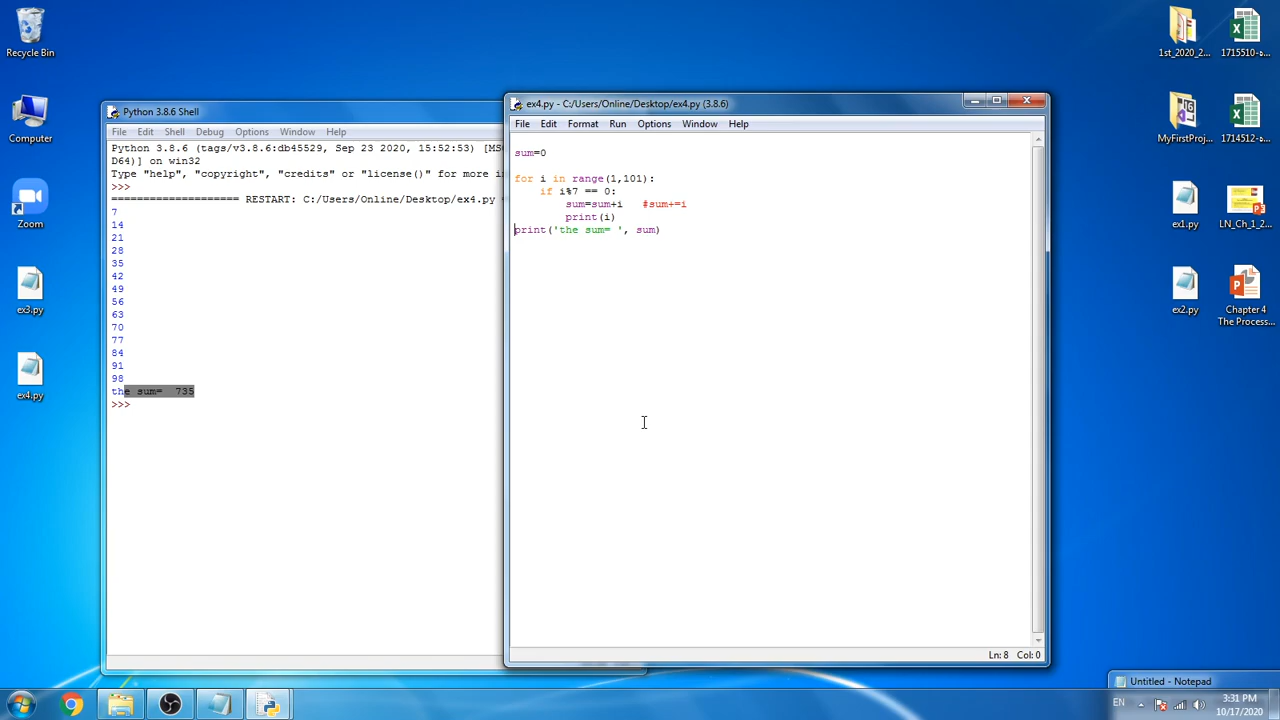 Recycle Bin
Computer
Zoom
ex3.py
ex4.py
Python 3.8.6 Shell
File Edit Shell Debug Options Window Help
Python 3.8.6 (tags/v3.8.6:db45529, Sep 23 2020, 15:52:53) [MS
D64)] on win32
Type "help", "copyright", "credits" or "license()" for more i
>>>
==================== RESTART: C:/Users/Online/Desktop/ex4.py
7
14
21
28
35
42
49
56
63
70
77
84
91
98
the sum=  735
>>>
ex4.py - C:/Users/Online/Desktop/ex4.py (3.8.6)
File Edit Format Run Options Window Help
sum=0
for i in range(1,101):
    if i%7 == 0:
        sum=sum+i   #sum+=i
        print(i)
print('the sum= ', sum)
Ln: 8 Col: 0
1st_2020_2...
1715510-ه...
MyFirstProj...
1714512-ه...
ex1.py
LN_Ch_1_2...
ex2.py
Chapter 4
The Process...
Untitled - Notepad
EN
3:31 PM
10/17/2020